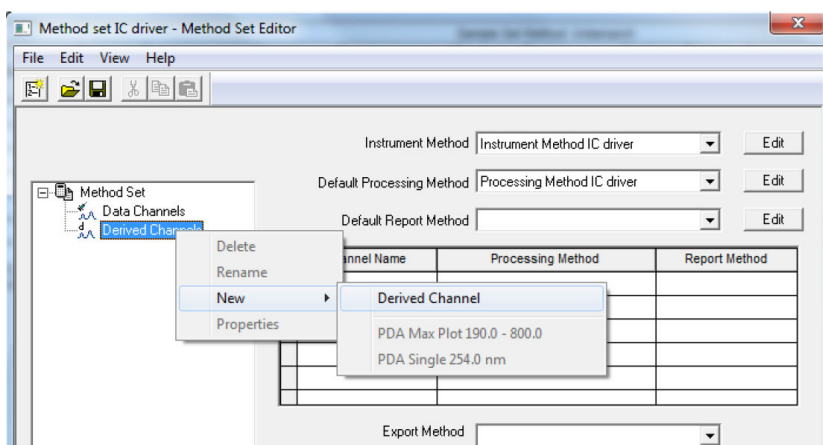 Method set IC driver - Method Set Editor
File Edit View Help
Instrument Method Instrument Method IC driver Edit
Default Processing Method Processing Method IC driver Edit
Default Report Method Edit
Method Set
Data Channels
Derived Channels
Delete
Rename
New
Properties
Derived Channel
PDA Max Plot 190.0 - 800.0
PDA Single 254.0 nm
annel Name Processing Method Report Method
Export Method